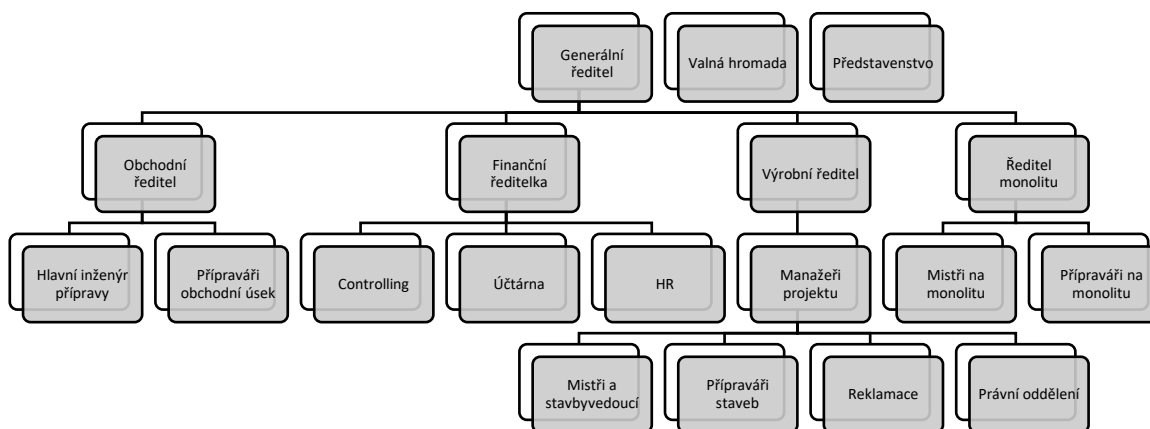 Generální
ředitel
Valná hromada
Představenstvo
Obchodní
ředitel
Finanční
ředitelka
Výrobní ředitel
Ředitel
monolitu
Hlavní inženýr
přípravy
Přípraváři
obchodní úsek
Controlling
Účtárna
HR
Manažeři
projektu
Mistři na
monolitu
Přípraváři na
monolitu
Mistři a
stavbyvedoucí
Přípraváři
staveb
Reklamace
Právní oddělení